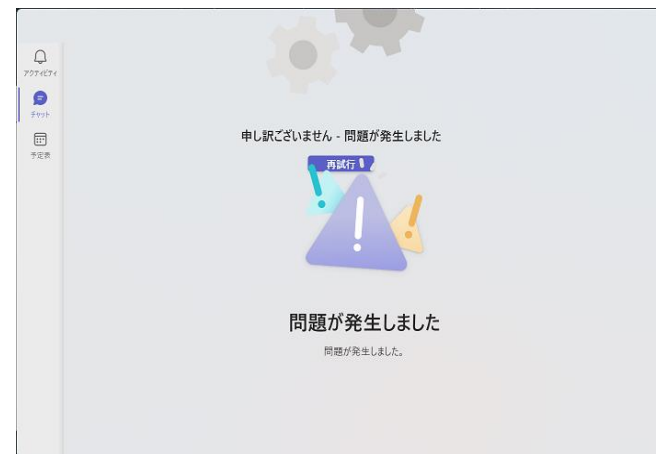 アクティビティ
チャット
予定表
申し訳ございません - 問題が発生しました
再試行
問題が発生しました
問題が発生しました。